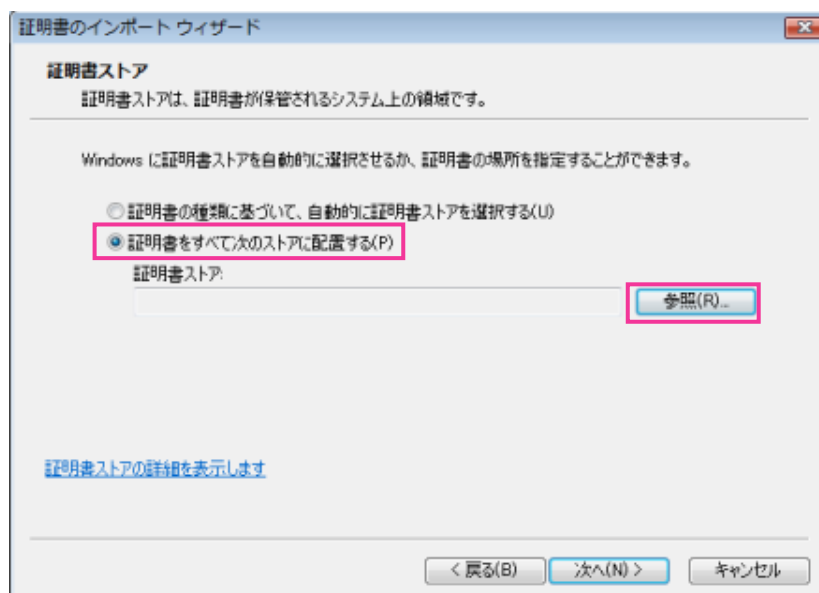 証明書のインポート ウィザード
証明書ストア
証明書ストアは、証明書が保管されるシステム上の領域です。
Windows に証明書ストアを自動的に選択させるか、証明書の場所を指定することができます。
証明書の種類に基づいて、自動的に証明書ストアを選択する(U)
証明書をすべて次のストアに配置する(P)
証明書ストア:
参照(R)...
証明書ストアの詳細を表示します
< 戻る(B)
次へ(N) >
キャンセル